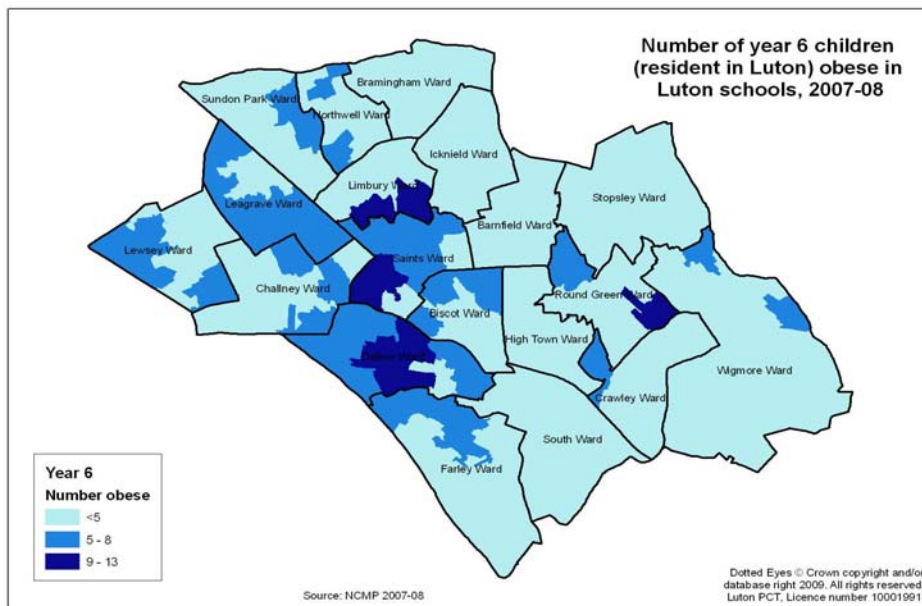 Number of year 6 children
(resident in Luton) obese in
Luton schools, 2007-08
Bramingham Ward
Sundon Park Ward
Northwell Ward
Icknield Ward
Limbury Ward
Stopsley Ward
Leagrave Ward
Barnfield Ward
Lewsey Ward
Saints Ward
Challney Ward
Round Green Ward
Biscot Ward
High Town Ward
Dallow Ward
Wigmore Ward
Crawley Ward
South Ward
Farley Ward
Year 6
Number obese
<5
5 - 8
9 - 13
Source: NCMP 2007-08
Dotted Eyes © Crown copyright and/or
database right 2009. All rights reserved
Luton PCT, Licence number 10001991